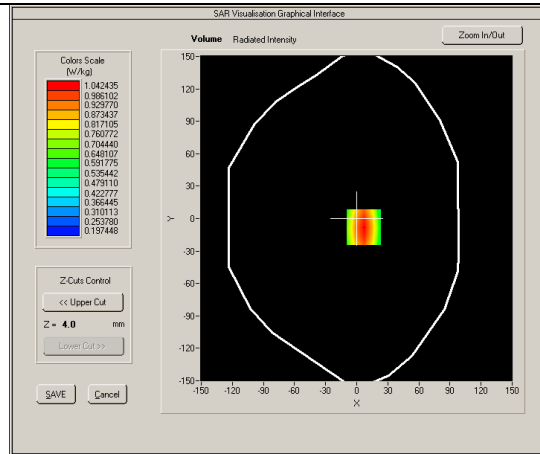 SAR Visualisation Graphical Interface
Volume Radiated Intensity
Zoom In/Out
Colors Scale
(W/kg)
1.042435
0.986102
0.929770
0.873437
0.817105
0.760772
0.704440
0.648107
0.591775
0.535442
0.479110
0.422777
0.366445
0.310113
0.253780
0.197448
Z-Cuts Control
<< Upper Cut
Z = 4.0 mm
Lower Cut >>
SAVE Cancel
150
120
90
60
30
0
-30
-60
-90
-120
-150
Y
-150 -120 -90 -60 -30 0 30 60 90 120 150
X